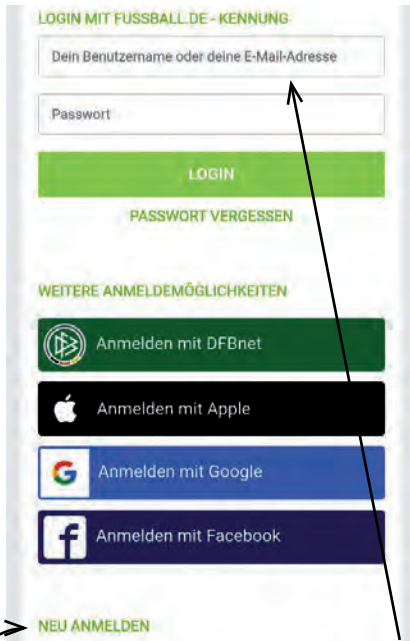 LOGIN MIT FUSSBALL.DE - KENNUNG
Dein Benutzername oder deine E-Mail-Adresse
Passwort
LOGIN
PASSWORT VERGESSEN
WEITERE ANMELDEMÖGLICHKEITEN
Anmelden mit DFBnet
Anmelden mit Apple
Anmelden mit Google
Anmelden mit Facebook
NEU ANMELDEN